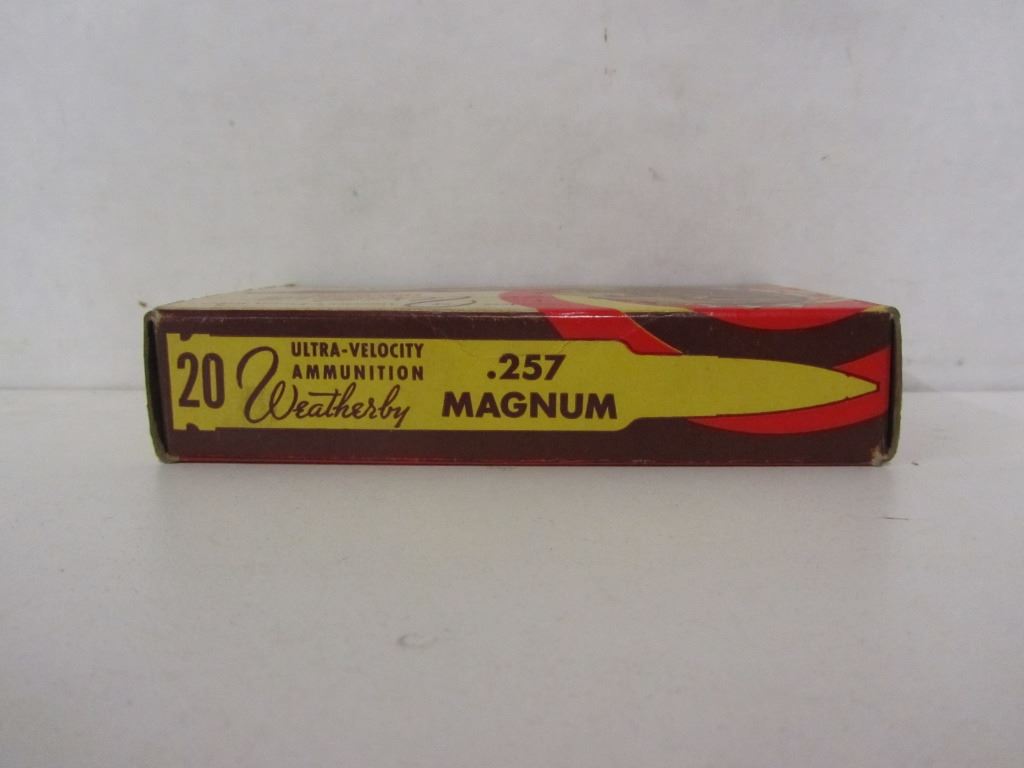 20
ULTRA-VELOCITY
AMMUNITION
Weatherby
.257
MAGNUM